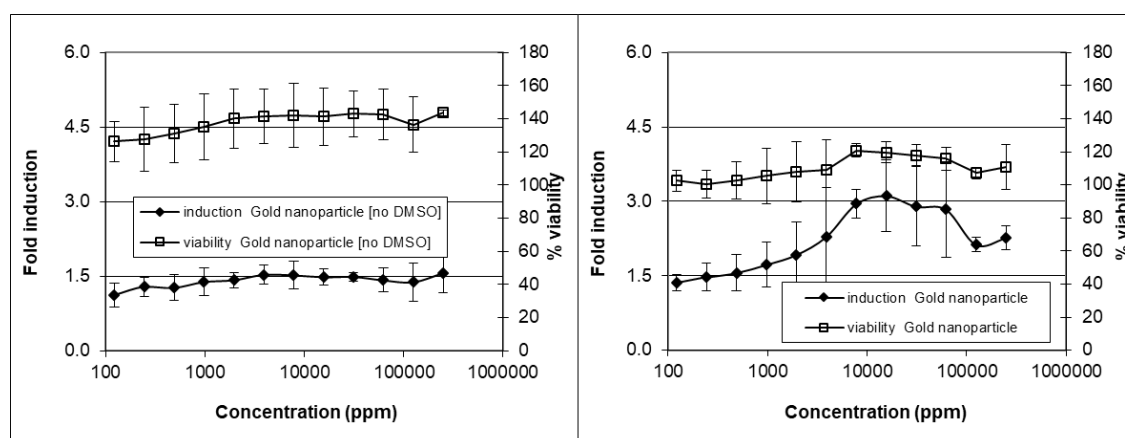 6.0
4.5
3.0
1.5
0.0
Fold induction
180
160
140
120
100
80
60
40
20
0
% viability
induction Gold nanoparticle [no DMSO]
viability Gold nanoparticle [no DMSO]
100 1000 10000 100000 1000000
Concentration (ppm)
6.0
4.5
3.0
1.5
0.0
Fold induction
180
160
140
120
100
80
60
40
20
0
% viability
induction Gold nanoparticle
viability Gold nanoparticle
100 1000 10000 100000 1000000
Concentration (ppm)